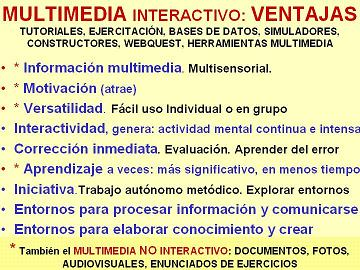 MULTIMEDIA INTERACTIVO: VENTAJAS
TUTORIALES, EJERCITACIÓN, BASES DE DATOS, SIMULADORES,
CONSTRUCTORES, WEBQUEST, HERRAMIENTAS MULTIMEDIA
• * Información multimedia. Multisensorial.
• * Motivación (atrae)
• * Versatilidad. Fácil uso Individual o en grupo
• Interactividad, genera: actividad mental continua e intensa
• Corrección inmediata. Evaluación. Aprender del error
• * Aprendizaje a veces: más significativo, en menos tiempo
• Iniciativa.Trabajo autónomo metódico. Explorar entornos
• Entornos para procesar información y comunicarse
• Entornos para elaborar conocimiento y crear
* También el MULTIMEDIA NO INTERACTIVO: DOCUMENTOS, FOTOS,
AUDIOVISUALES, ENUNCIADOS DE EJERCICIOS